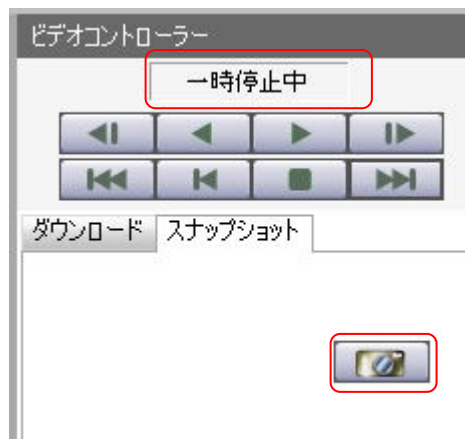 ビデオコントローラー
一時停止中
ダウンロード スナップショット